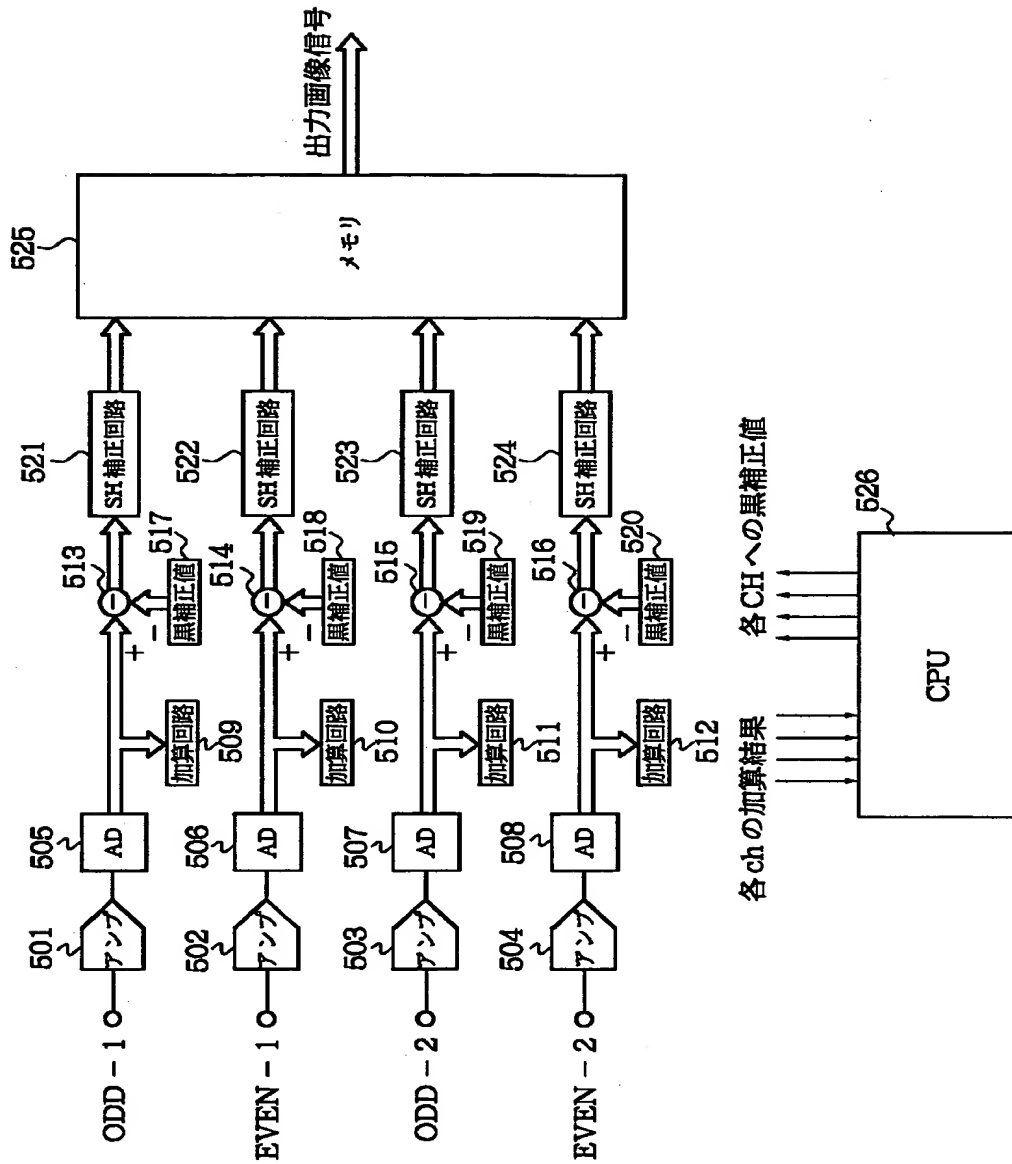 ODD-1
501
アンプ
505
AD
加算回路
509
+
-
513
黒補正値
517
SH補正回路
521
EVEN-1
502
アンプ
506
AD
加算回路
510
+
-
514
黒補正値
518
SH補正回路
522
ODD-2
503
アンプ
507
AD
加算回路
511
+
-
515
黒補正値
519
SH補正回路
523
EVEN-2
504
アンプ
508
AD
加算回路
512
+
-
516
黒補正値
520
SH補正回路
524
525
メモリ
出力画像信号
各chの加算結果
各CHへの黒補正値
526
CPU